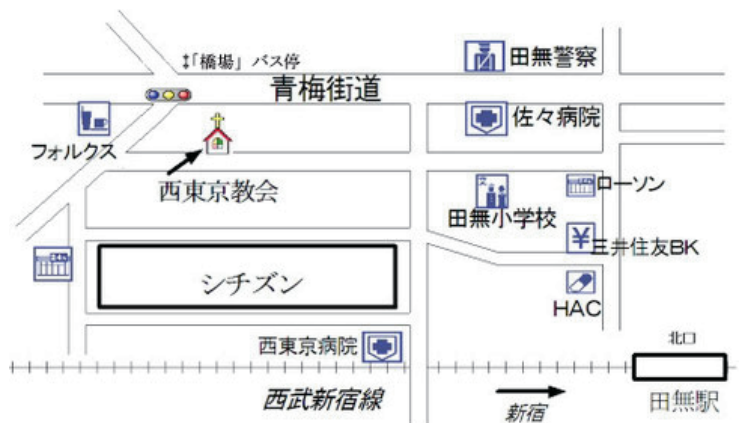 ‡「橋場」バス停
田無警察
青梅街道
佐々病院
フォルクス
西東京教会
ローソン
田無小学校
文
¥
三井住友BK
シチズン
HAC
北口
西東京病院
西武新宿線
新宿
田無駅